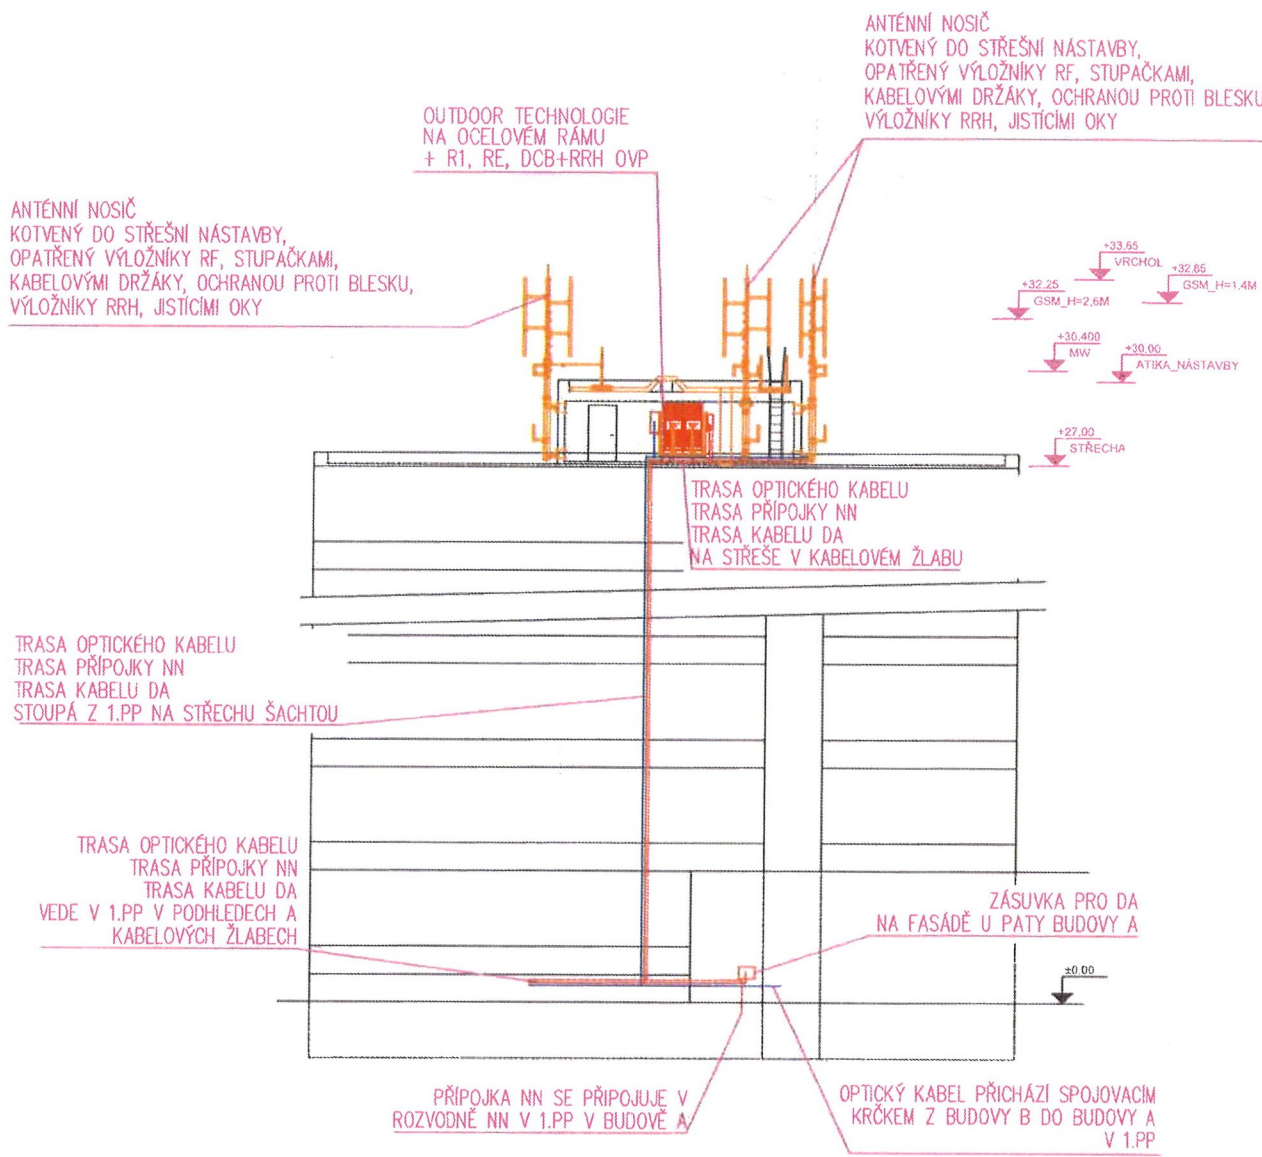 ANTÉNNÍ NOSIČ
KOTVENÝ DO STŘEŠNÍ NÁSTAVBY,
OPATŘENÝ VÝLOŽNÍKY RF, STUPAČKAMI,
KABELOVÝMI DRŽÁKY, OCHRANOU PROTI BLESKU
VÝLOŽNÍKY RRH, JISTÍCÍMI OKY
OUTDOOR TECHNOLOGIE
NA OCELOVÉM RÁMU
+ R1, RE, DCB+RRH OVP
ANTÉNNÍ NOSIČ
KOTVENÝ DO STŘEŠNÍ NÁSTAVBY,
OPATŘENÝ VÝLOŽNÍKY RF, STUPAČKAMI,
KABELOVÝMI DRŽÁKY, OCHRANOU PROTI BLESKU,
VÝLOŽNÍKY RRH, JISTÍCÍMI OKY
+33,65
VRCHOL
+32,65
GSM_H=1.4M
+32,25
GSM_H=2,6M
+30,400
MW
+30,00
ATIKA_NÁSTAVBY
+27,00
STŘECHA
TRASA OPTICKÉHO KABELU
TRASA PŘÍPOJKY NN
TRASA KABELU DA
NA STŘEŠE V KABELOVÉM ŽLABU
TRASA OPTICKÉHO KABELU
TRASA PŘÍPOJKY NN
TRASA KABELU DA
STOUPÁ Z 1.PP NA STŘECHU ŠACHTOU
TRASA OPTICKÉHO KABELU
TRASA PŘÍPOJKY NN
TRASA KABELU DA
VEDE V 1.PP V PODHLEDECH A
KABELOVÝCH ŽLABECH
ZÁSUVKA PRO DA
NA FASÁDĚ U PATY BUDOVY A
±0.00
PŘÍPOJKA NN SE PŘIPOJUJE V
ROZVODNĚ NN V 1.PP V BUDOVĚ A
OPTICKÝ KABEL PŘICHÁZÍ SPOJOVACÍM
KRČKEM Z BUDOVY B DO BUDOVY A
V 1.PP